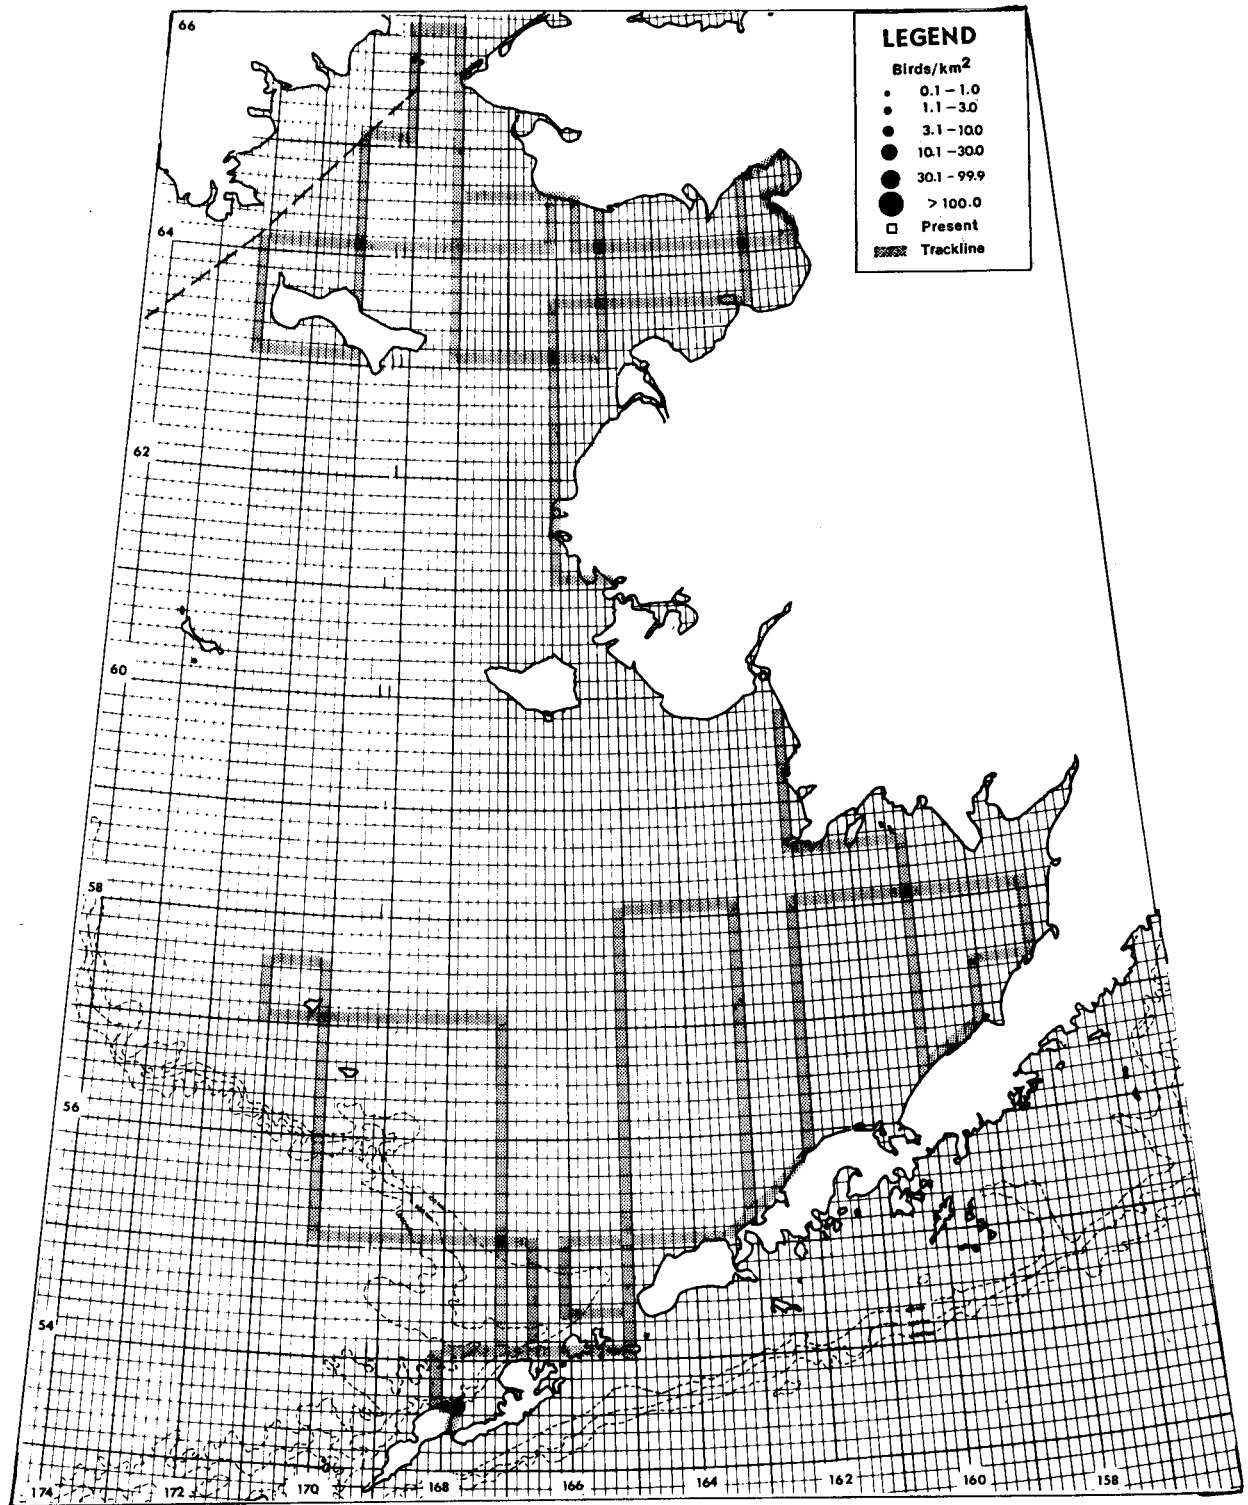 66
LEGEND
Birds/km2
0.1 – 1.0
1.1 – 3.0
3.1 – 10.0
10.1 – 30.0
30.1 – 99.9
> 100.0
Present
Trackline
64
62
60
58
56
54
174 172 170 168 166 164 162 160 158